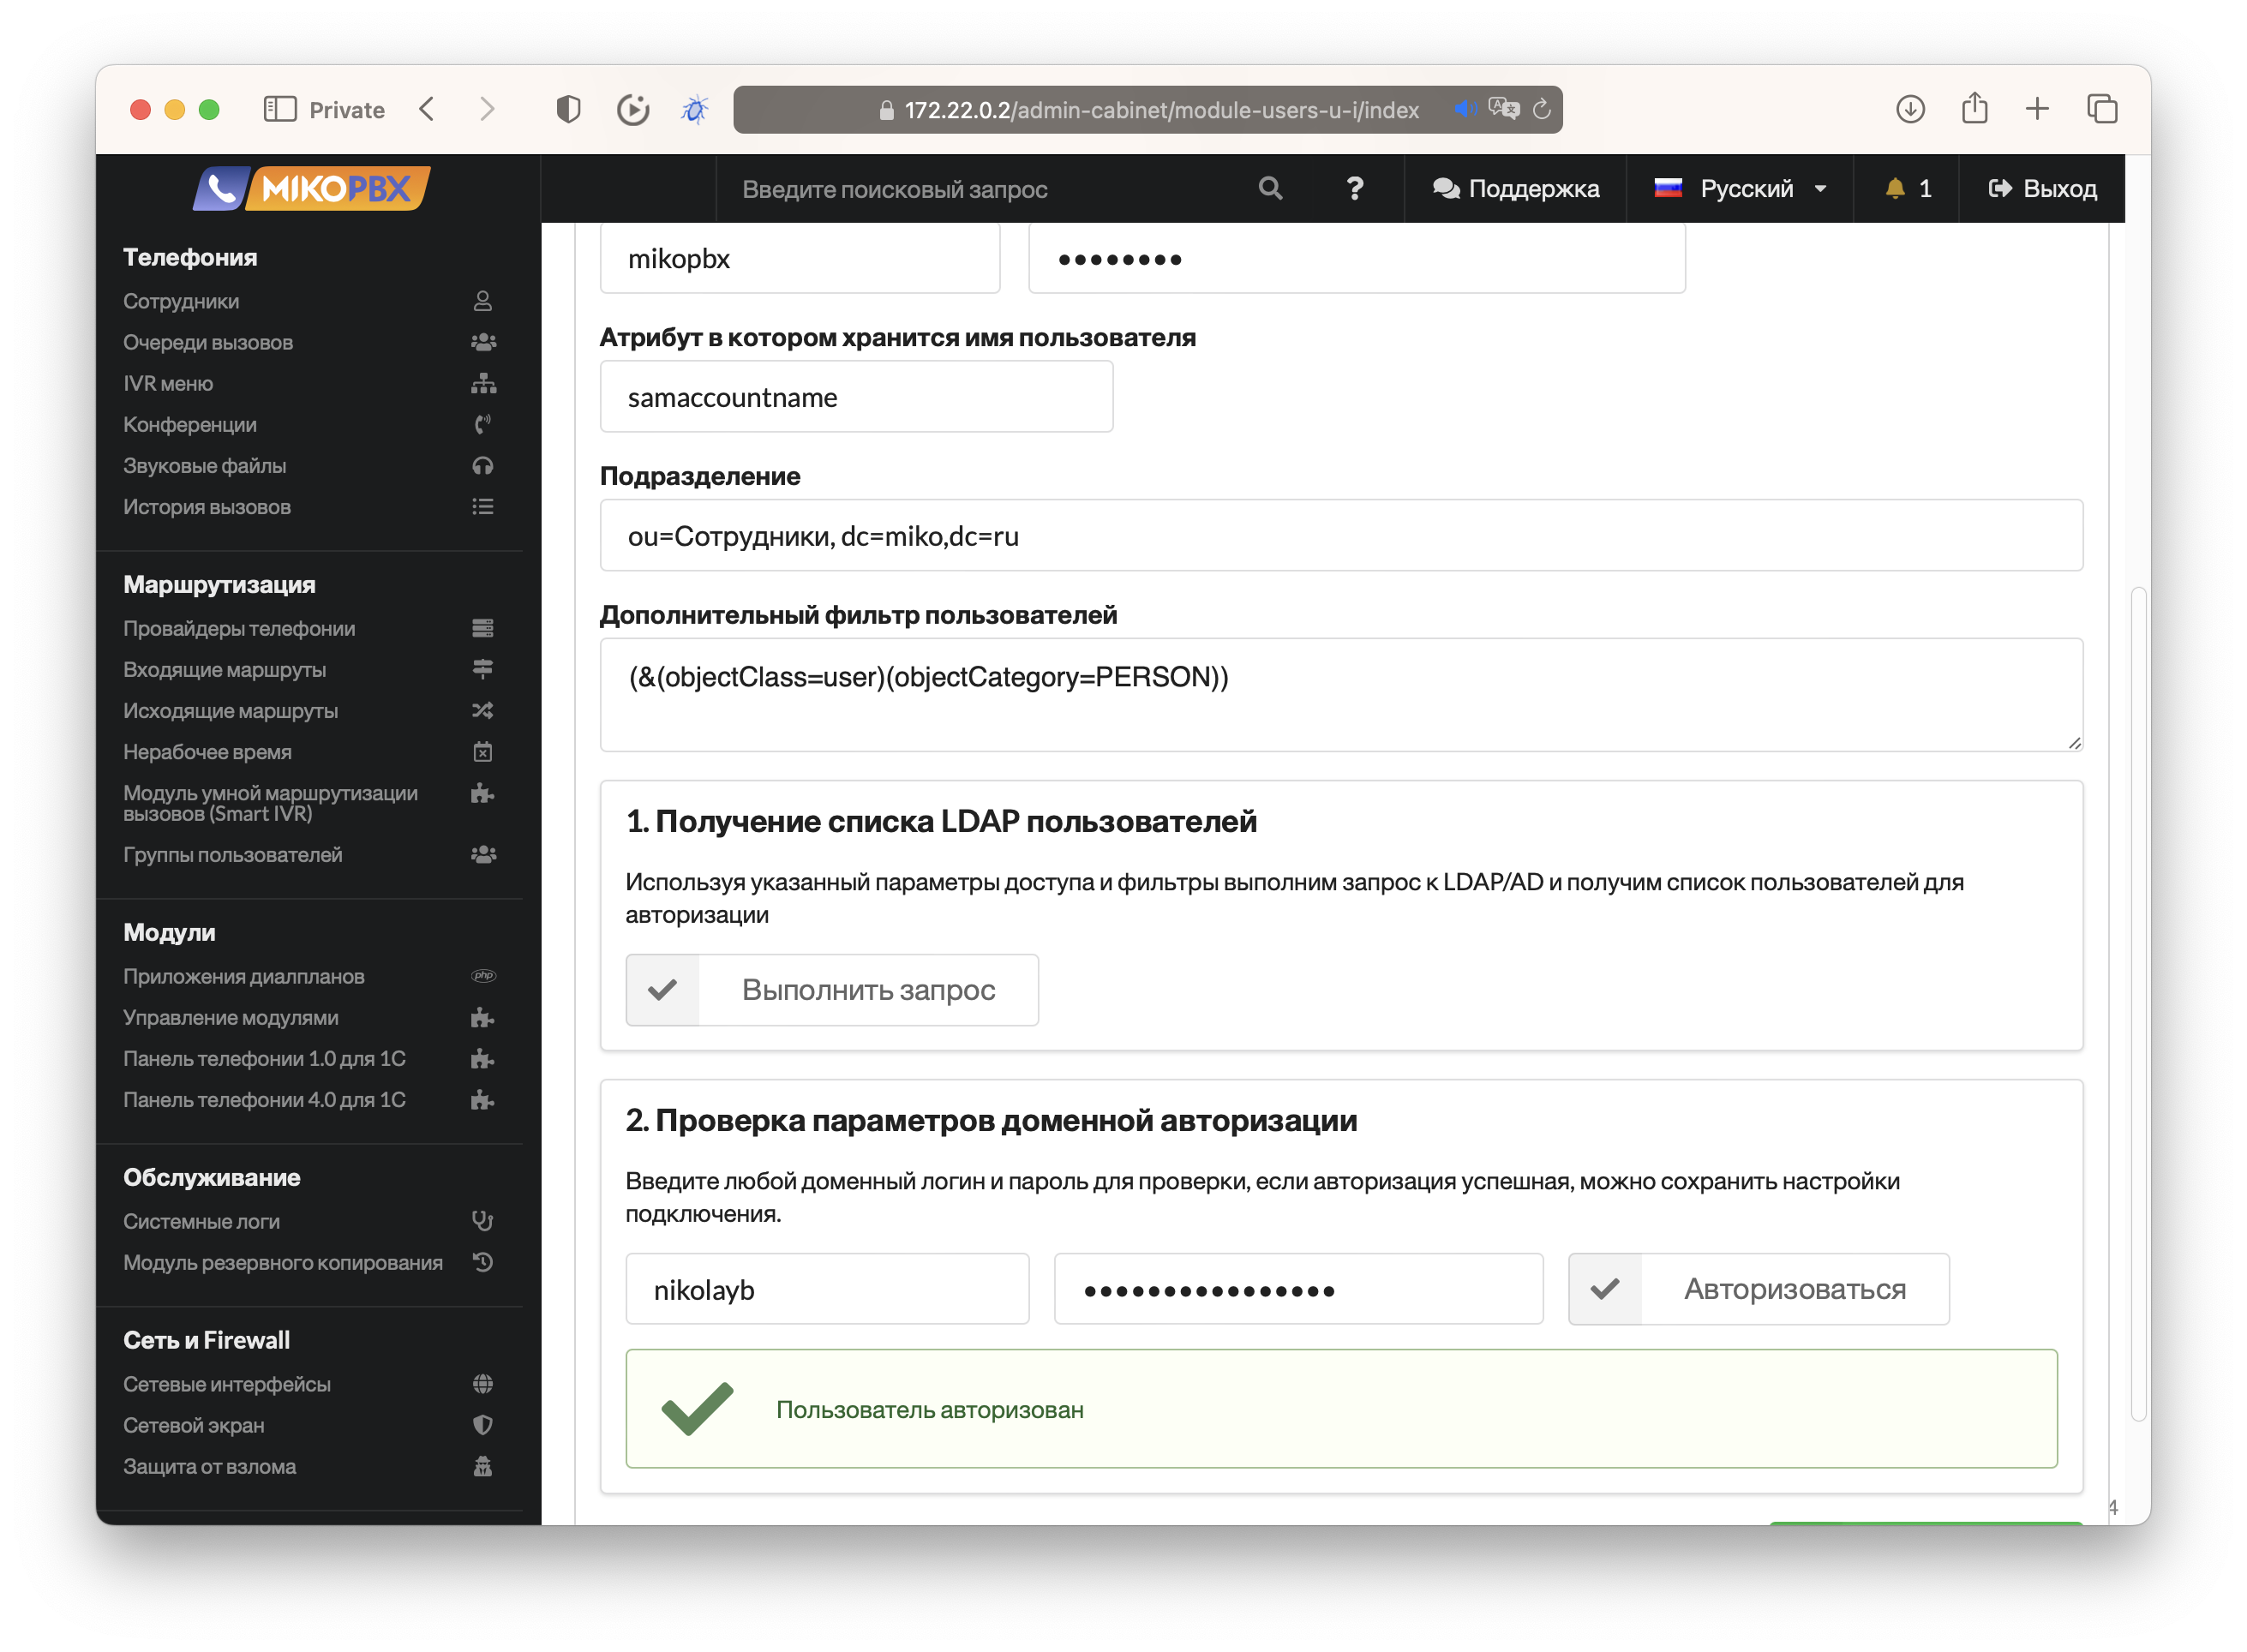 Private
172.22.0.2/admin-cabinet/module-users-u-i/index
MIKOPBX
Введите поисковый запрос
?
Поддержка
Русский
1
Выход
Телефония
Сотрудники
Очереди вызовов
IVR меню
Конференции
Звуковые файлы
История вызовов
Маршрутизация
Провайдеры телефонии
Входящие маршруты
Исходящие маршруты
Нерабочее время
Модуль умной маршрутизации
вызовов (Smart IVR)
Группы пользователей
Модули
Приложения диалпланов
php
Управление модулями
Панель телефонии 1.0 для 1С
Панель телефонии 4.0 для 1С
Обслуживание
Системные логи
Модуль резервного копирования
Сеть и Firewall
Сетевые интерфейсы
Сетевой экран
Защита от взлома
mikopbx
••••••••
Атрибут в котором хранится имя пользователя
samaccountname
Подразделение
ou=Сотрудники, dc=miko,dc=ru
Дополнительный фильтр пользователей
(&(objectClass=user)(objectCategory=PERSON))
1. Получение списка LDAP пользователей
Используя указанный параметры доступа и фильтры выполним запрос к LDAP/AD и получим список пользователей для
авторизации
Выполнить запрос
2. Проверка параметров доменной авторизации
Введите любой доменный логин и пароль для проверки, если авторизация успешная, можно сохранить настройки
подключения.
nikolayb
••••••••••••••••
Авторизоваться
Пользователь авторизован
4